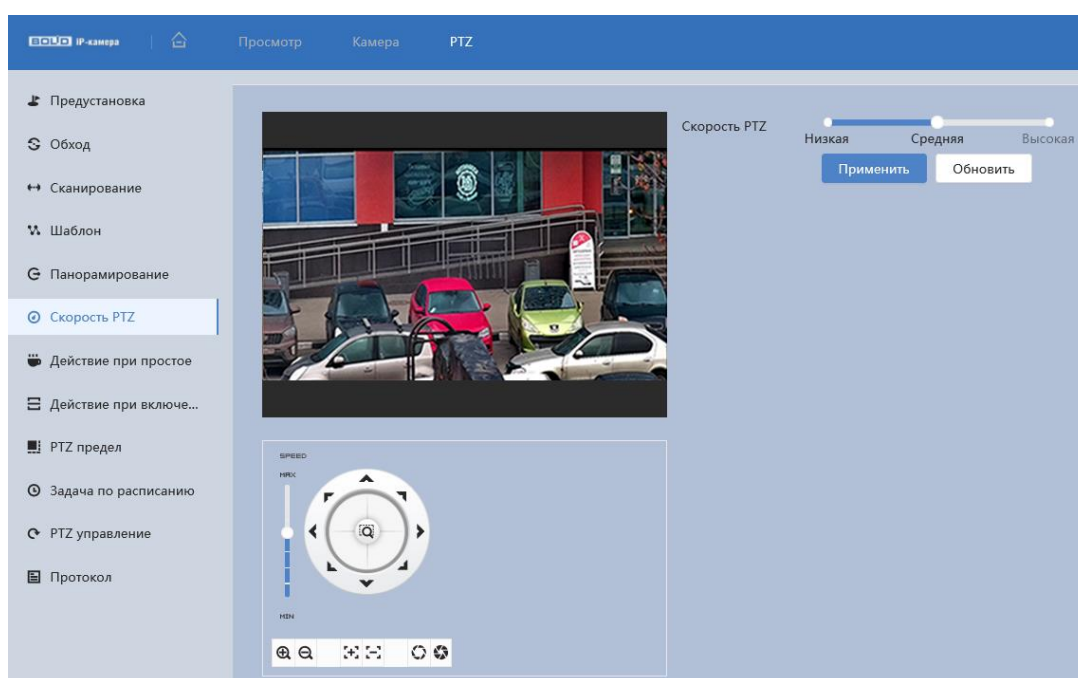 BOLID IP-камера
Просмотр
Камера
PTZ
Предустановка
Обход
Сканирование
Шаблон
Панорамирование
Скорость PTZ
Действие при простое
Действие при включе...
PTZ предел
Задача по расписанию
PTZ управление
Протокол
Скорость PTZ
Низкая
Средняя
Высокая
Применить
Обновить
SPEED
MAX
MIN